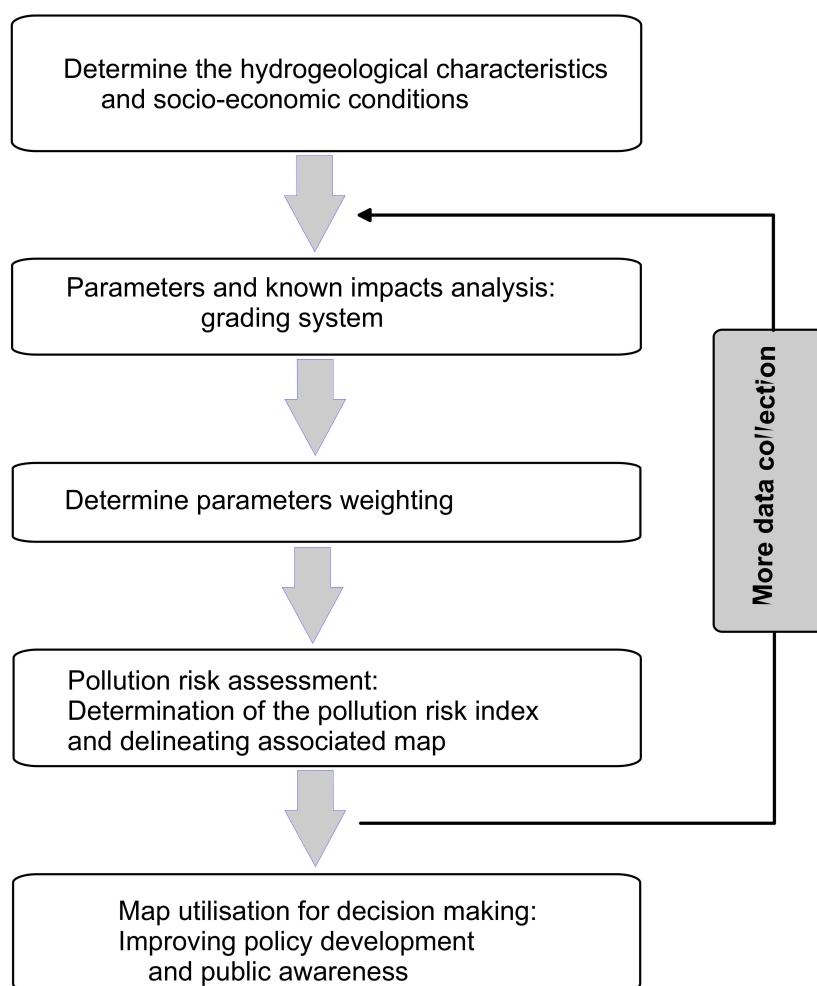 Determine the hydrogeological characteristics
and socio-economic conditions
Parameters and known impacts analysis:
grading system
Determine parameters weighting
Pollution risk assessment:
Determination of the pollution risk index
and delineating associated map
Map utilisation for decision making:
Improving policy development
and public awareness
More data collection